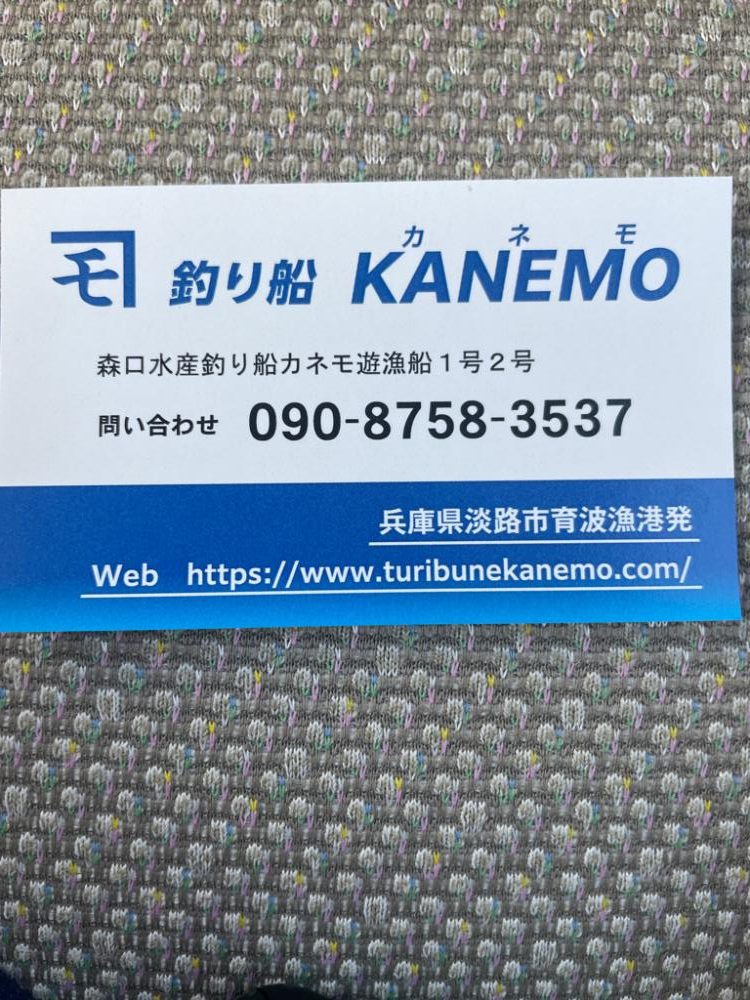 カネモ
モ 釣り船 KANEMO
森口水産釣り船カネモ遊漁船1号2号
問い合わせ 090-8758-3537
兵庫県淡路市育波漁港発
Web https://www.turibunekanemo.com/